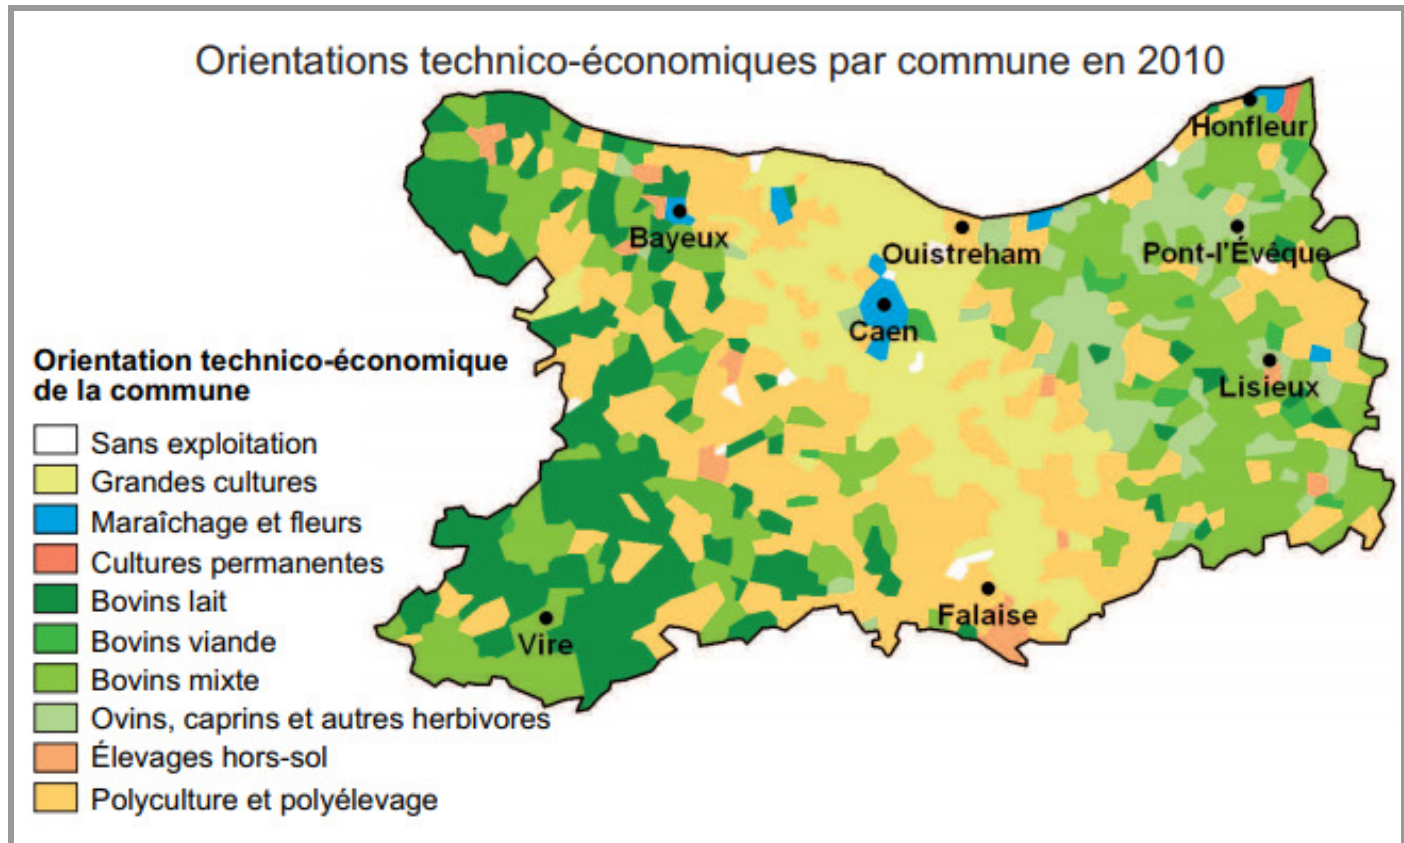 Orientations technico-économiques par commune en 2010
Honfleur
Bayeux
Ouistreham
Pont-l'Évéque
Caen
Lisieux
Falaise
Vire
Orientation technico-économique
de la commune
Sans exploitation
Grandes cultures
Maraîchage et fleurs
Cultures permanentes
Bovins lait
Bovins viande
Bovins mixte
Ovins, caprins et autres herbivores
Élevages hors-sol
Polyculture et polyélevage